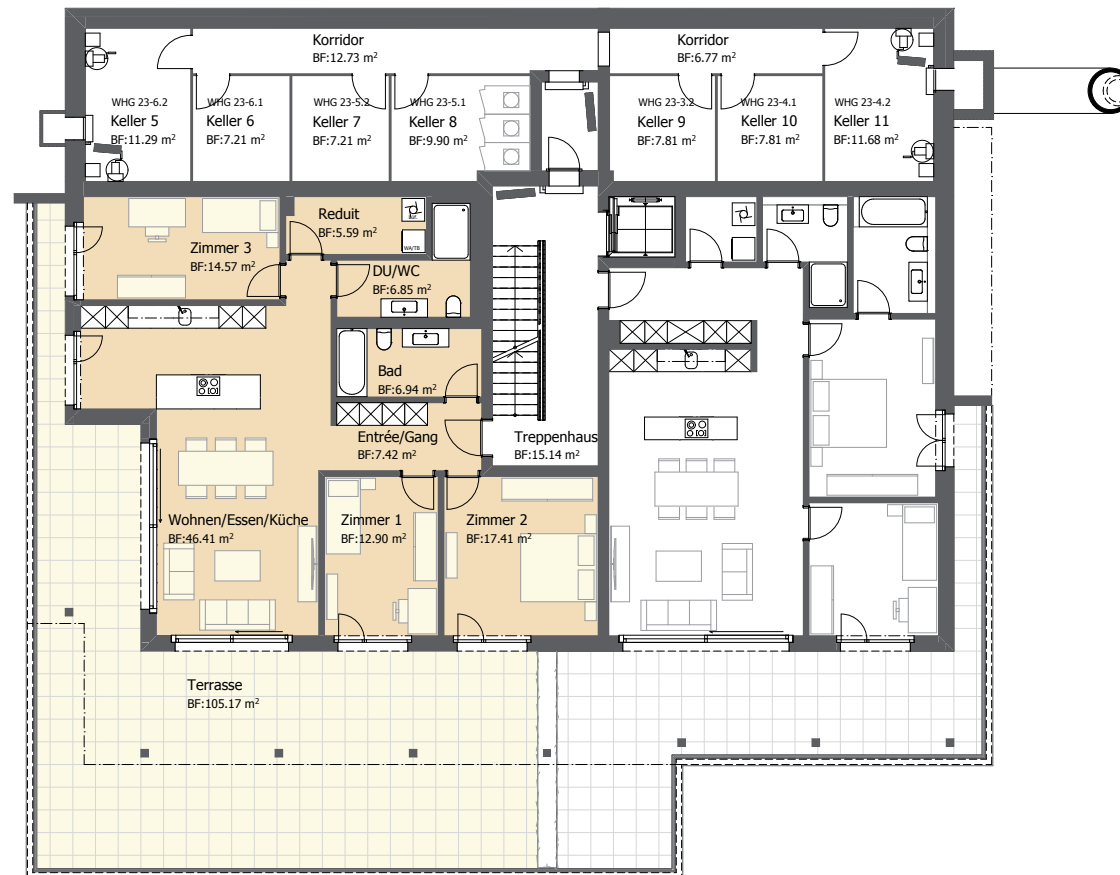 Korridor
BF:12.73 m²
Korridor
BF:6.77 m²
WHG 23-6.2
Keller 5
BF:11.29 m²
WHG 23-6.1
Keller 6
BF:7.21 m²
WHG 23-5.2
Keller 7
BF:7.21 m²
WHG 23-5.1
Keller 8
BF:9.90 m²
WHG 23-3.2
Keller 9
BF:7.81 m²
WHG 23-4.1
Keller 10
BF:7.81 m²
WHG 23-4.2
Keller 11
BF:11.68 m²
Reduit
BF:5.59 m²
WA/TB
Zimmer 3
BF:14.57 m²
DU/WC
BF:6.85 m²
Bad
BF:6.94 m²
Entrée/Gang
BF:7.42 m²
Treppenhaus
BF:15.14 m²
Wohnen/Essen/Küche
BF:46.41 m²
Zimmer 1
BF:12.90 m²
Zimmer 2
BF:17.41 m²
Terrasse
BF:105.17 m²